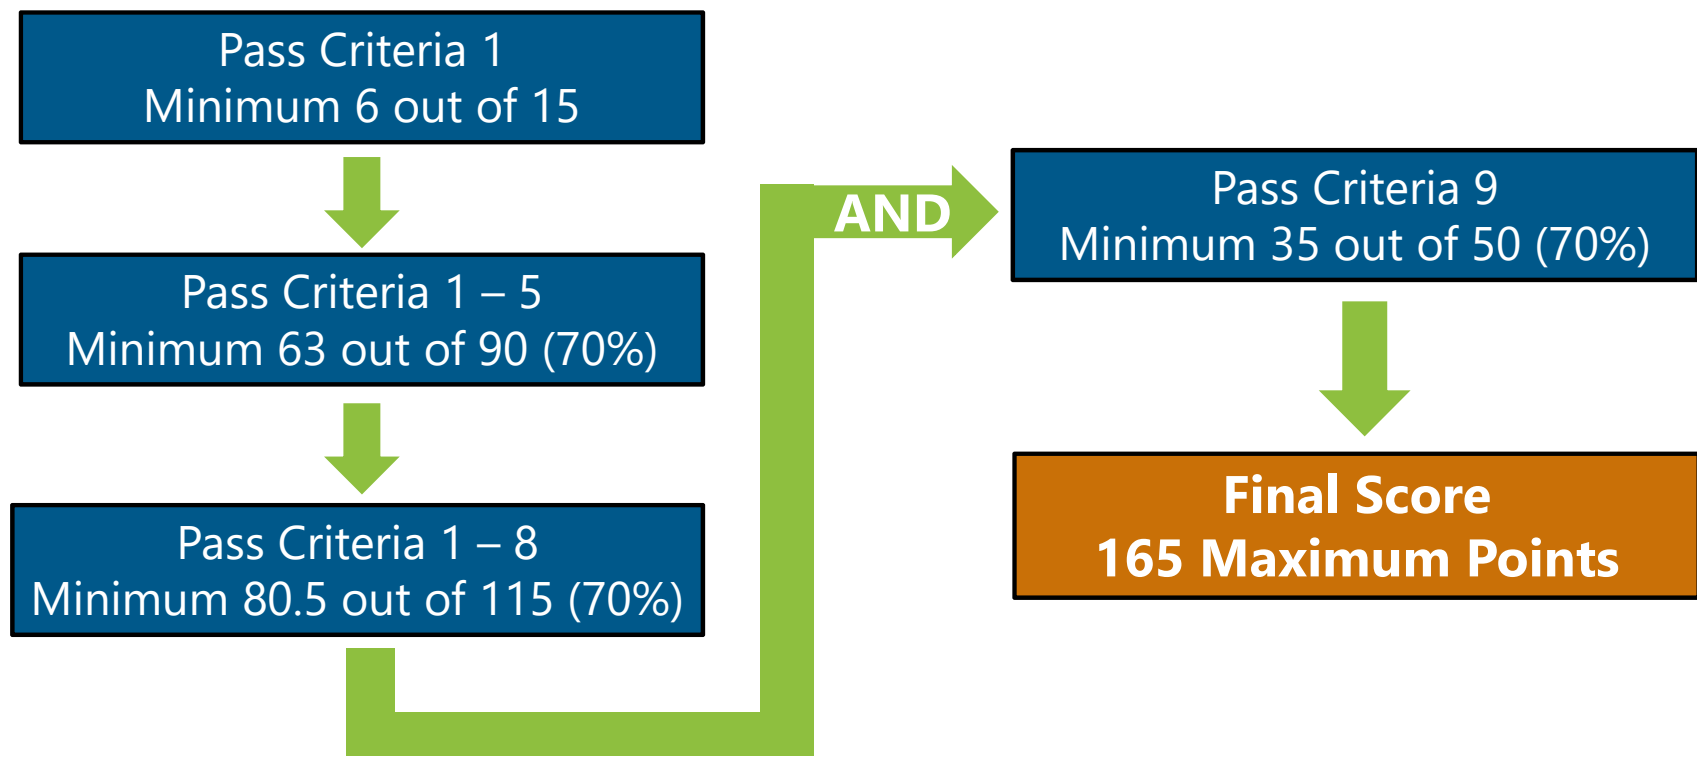 Pass Criteria 1
Minimum 6 out of 15
Pass Criteria 1 – 5
Minimum 63 out of 90 (70%)
Pass Criteria 1 – 8
Minimum 80.5 out of 115 (70%)
AND
Pass Criteria 9
Minimum 35 out of 50 (70%)
Final Score
165 Maximum Points